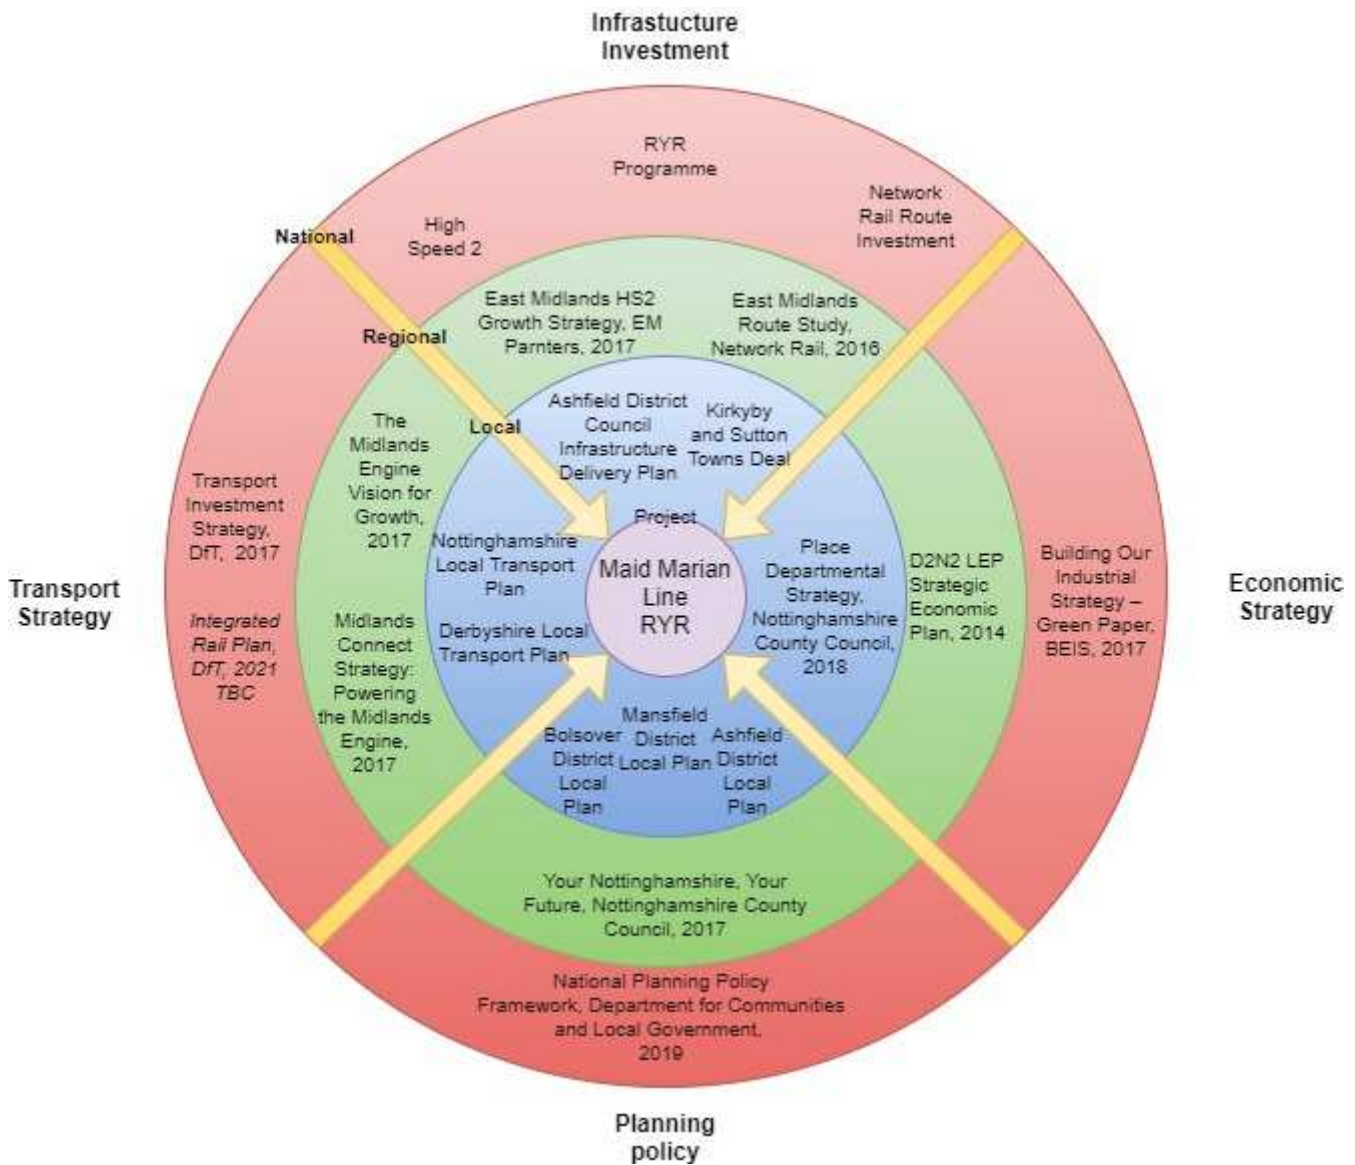 Infrastucture
Investment
RYR
Programme
Network
Rail Route
Investment
High
Speed 2
National
East Midlands HS2
Growth Strategy, EM
Parnters, 2017
East Midlands
Route Study,
Network Rail, 2016
Regional
Ashfield District
Council
Infrastructure
Delivery Plan
Kirkyby
and Sutton
Towns Deal
Local
The
Midlands
Engine
Vision for
Growth,
2017
Transport
Investment
Strategy,
DfT, 2017
Project
Nottinghamshire
Local Transport
Plan
Maid Marian
Line
RYR
Place
Departmental
Strategy,
Nottinghamshire
County Council,
2018
D2N2 LEP
Strategic
Economic
Plan, 2014
Building Our
Industrial
Strategy –
Green Paper,
BEIS, 2017
Transport
Strategy
Economic
Strategy
Integrated
Rail Plan,
DfT, 2021
TBC
Midlands
Connect
Strategy:
Powering
the Midlands
Engine,
2017
Derbyshire Local
Transport Plan
Bolsover
District
Local
Plan
Mansfield
District
Local Plan
Ashfield
District
Local
Plan
Your Nottinghamshire, Your
Future, Nottinghamshire County
Council, 2017
National Planning Policy
Framework, Department for Communities
and Local Government,
2019
Planning
policy